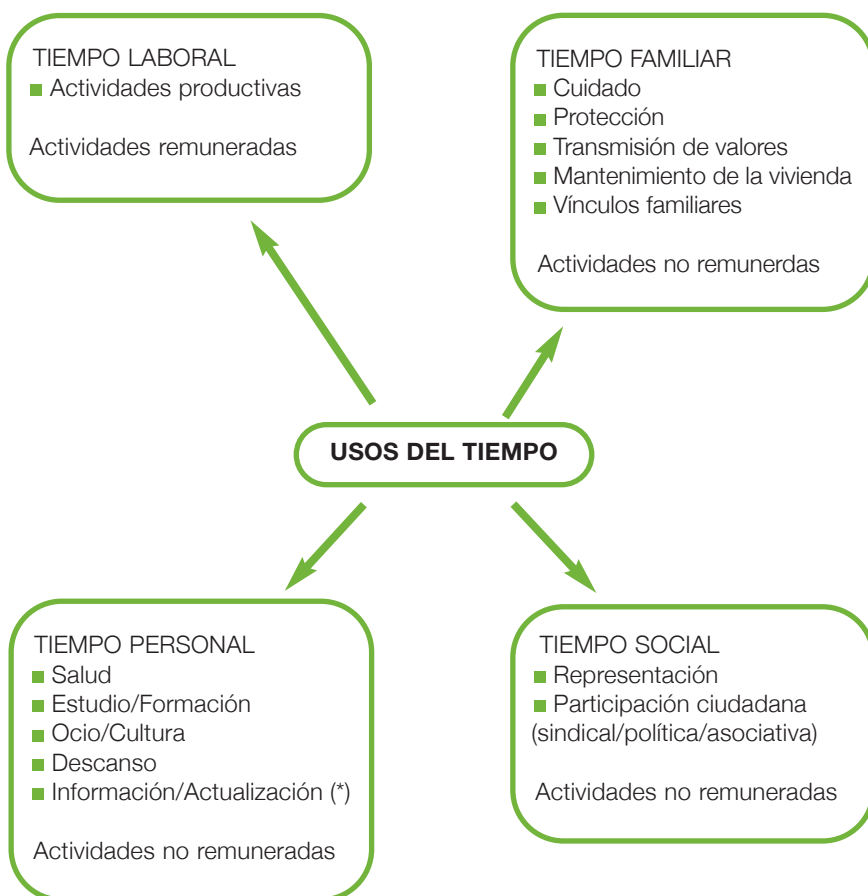 TIEMPO LABORAL
■ Actividades productivas
Actividades remuneradas
TIEMPO FAMILIAR
■ Cuidado
■ Protección
■ Transmisión de valores
■ Mantenimiento de la vivienda
■ Vínculos familiares
Actividades no remunerdas
USOS DEL TIEMPO
TIEMPO PERSONAL
■ Salud
■ Estudio/Formación
■ Ocio/Cultura
■ Descanso
■ Información/Actualización (*)
Actividades no remuneradas
TIEMPO SOCIAL
■ Representación
■ Participación ciudadana
(sindical/política/asociativa)
Actividades no remuneradas